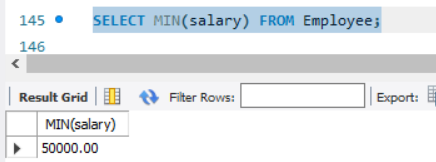 145 SELECT MIN(salary) FROM Employee;
146
Result Grid Filter Rows: Export:
MIN(salary)
50000.00